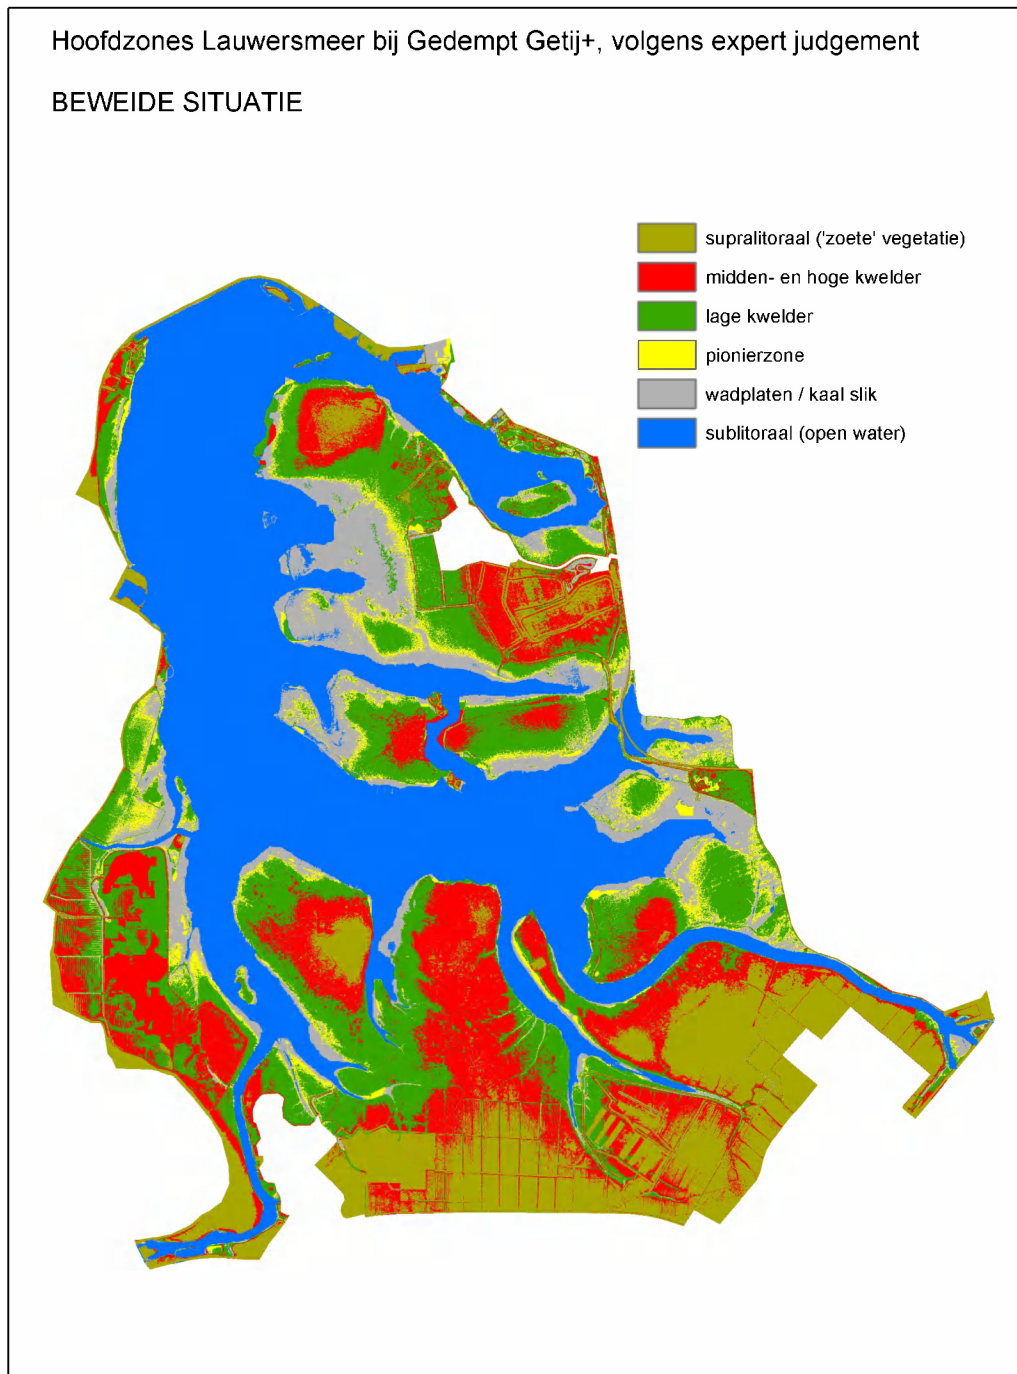 Hoofdzones Lauwersmeer bij Gedempt Getij+, volgens expert judgement
BEWEIDE SITUATIE
supralitoraal ('zoete' vegetatie)
midden- en hoge kwelder
lage kwelder
pionierzone
wadplaten / kaal slik
sublitoraal (open water)